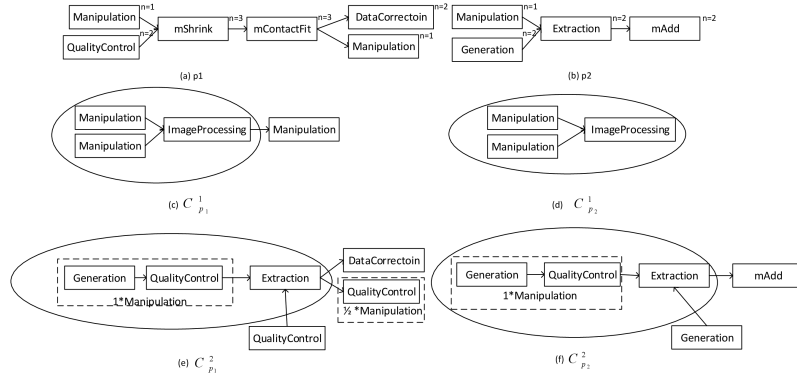 Manipulation n=1
QualityControl n=2
mShrink n=3
mContactFit n=3
DataCorrectoin n=2
Manipulation n=1
(a) p1
Manipulation n=1
Generation n=2
Extraction n=2
mAdd n=2
(b) p2
Manipulation
Manipulation
ImageProcessing
Manipulation
(c) C 1 p1
Manipulation
Manipulation
ImageProcessing
(d) C 1 p2
Generation
QualityControl
1*Manipulation
Extraction
DataCorrectoin
QualityControl
½ *Manipulation
QualityControl
(e) C 2 p1
Generation
QualityControl
1*Manipulation
Extraction
mAdd
Generation
(f) C 2 p2